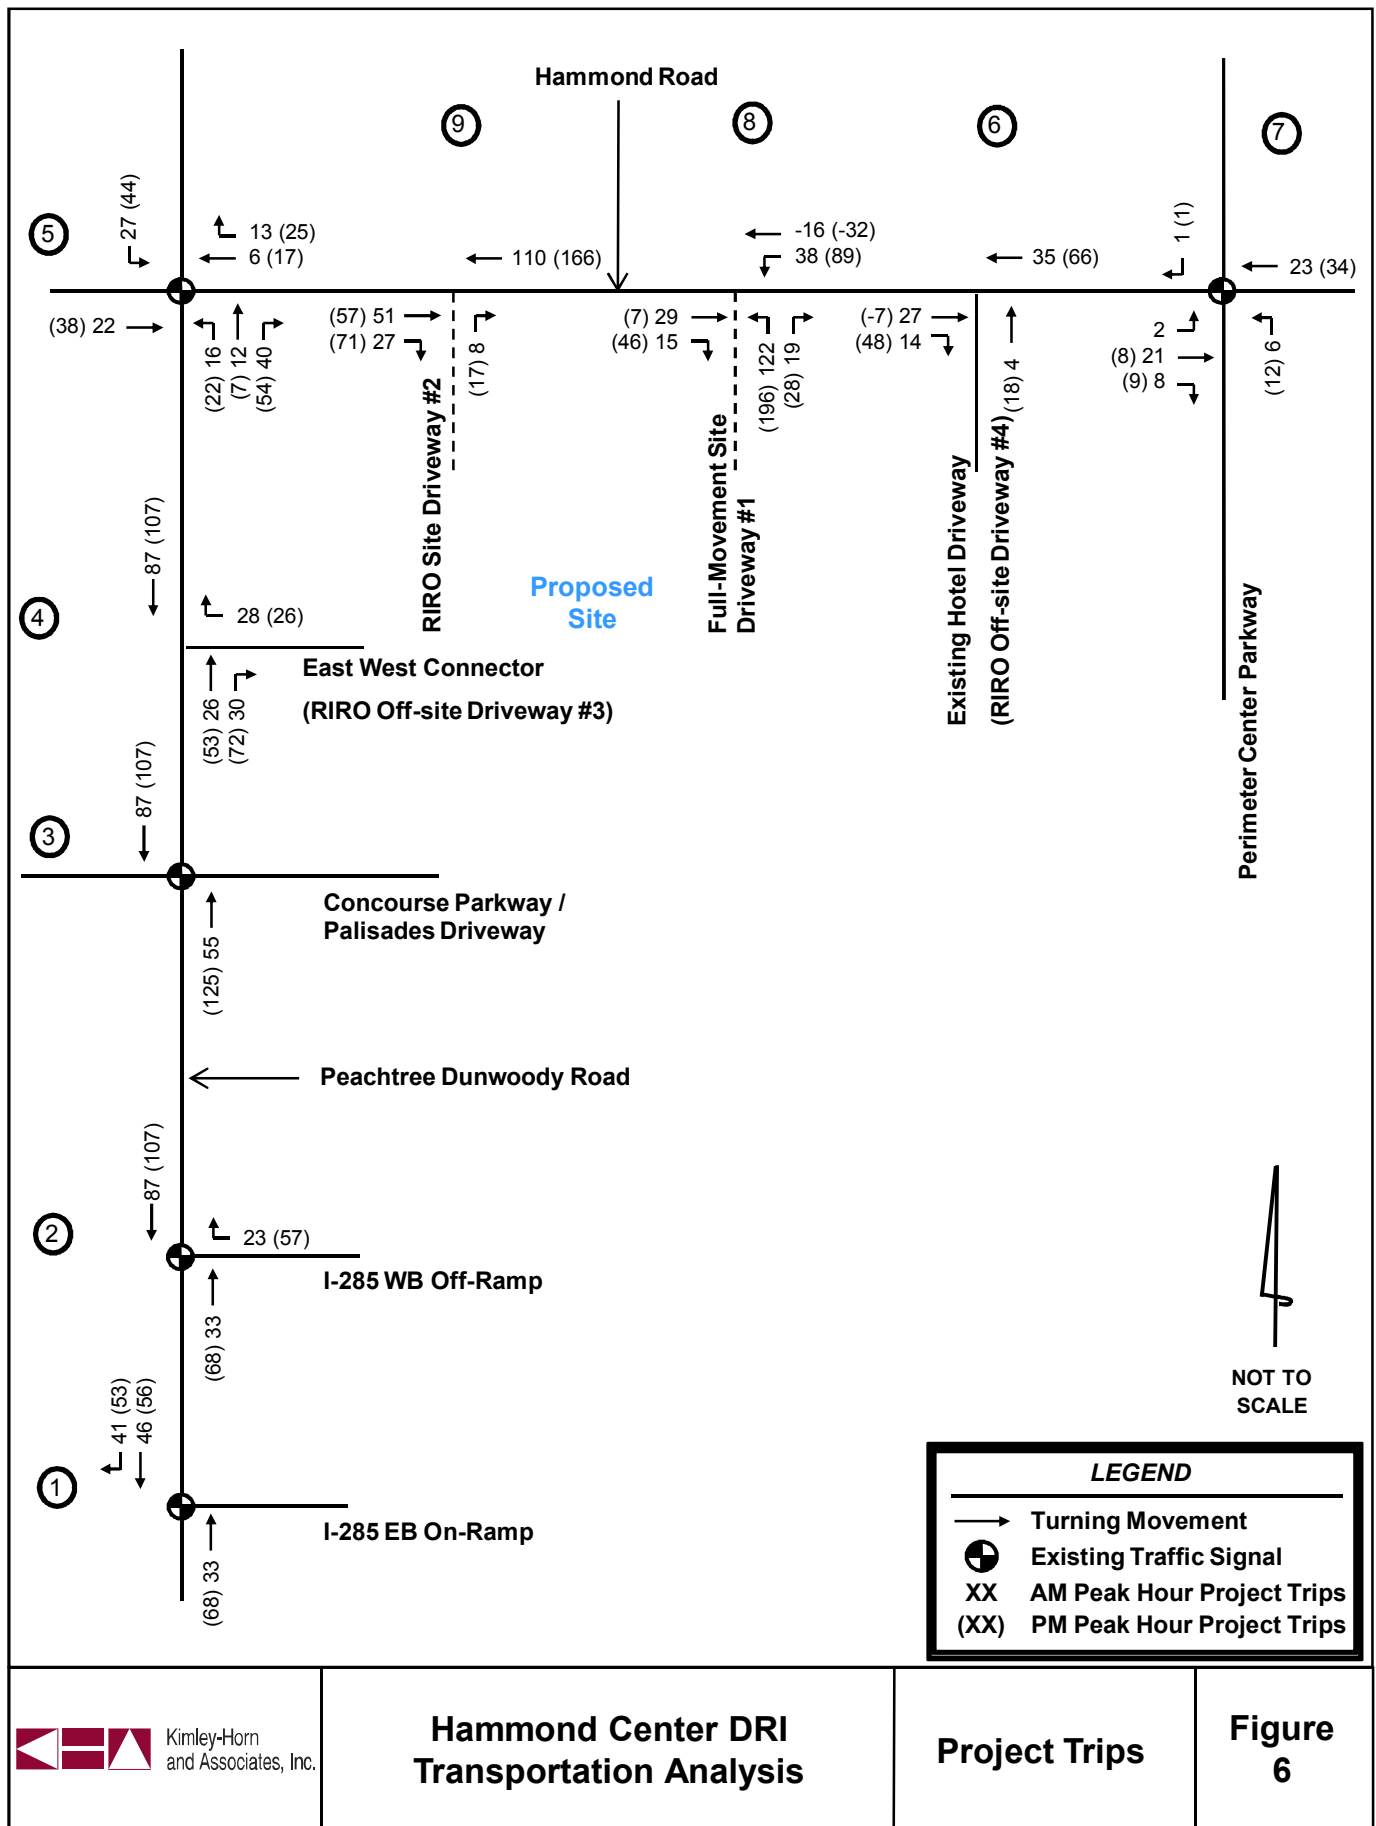 Hammond Road
9
8
6
7
5
27 (44)
13 (25)
6 (17)
110 (166)
-16 (-32)
38 (89)
35 (66)
1 (1)
23 (34)
(38) 22
(22) 16
(7) 12
(54) 40
(57) 51
(71) 27
(17) 8
(7) 29
(46) 15
(196) 122
(28) 19
(-7) 27
(48) 14
(18) 4
2
(8) 21
(9) 8
(12) 6
RIRO Site Driveway #2
Full-Movement Site
Driveway #1
Existing Hotel Driveway
(RIRO Off-site Driveway #4)
Perimeter Center Parkway
Proposed
Site
87 (107)
4
28 (26)
East West Connector
(RIRO Off-site Driveway #3)
(53) 26
(72) 30
87 (107)
3
Concourse Parkway /
Palisades Driveway
(125) 55
Peachtree Dunwoody Road
87 (107)
2
23 (57)
I-285 WB Off-Ramp
(68) 33
41 (53)
46 (56)
1
I-285 EB On-Ramp
(68) 33
NOT TO
SCALE
LEGEND
Turning Movement
Existing Traffic Signal
XX AM Peak Hour Project Trips
(XX) PM Peak Hour Project Trips
Kimley-Horn
and Associates, Inc.
Hammond Center DRI
Transportation Analysis
Project Trips
Figure
6